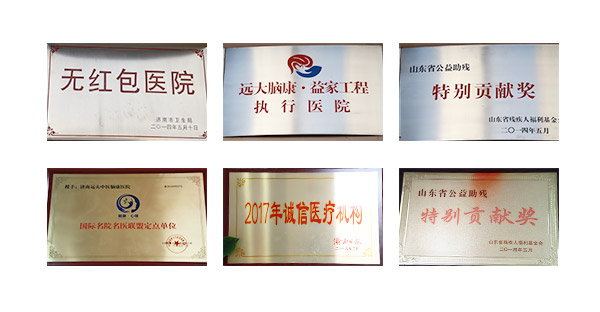 无红包医院
济南市卫生局
二〇一四年五月十日
远大脑康·益家工程
执行医院
山东省公益助残
特别贡献奖
山东省残疾人福利基金会
二〇一四年五月
授予：济南远大中医脑康医院
国际名院名医联盟定点单位
2017年诚信医疗机构
山东省公益助残
特别贡献奖
山东省残疾人福利基金会
二〇一四年五月